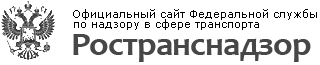 Официальный сайт Федеральной службы
по надзору в сфере транспорта
Ространснадзор